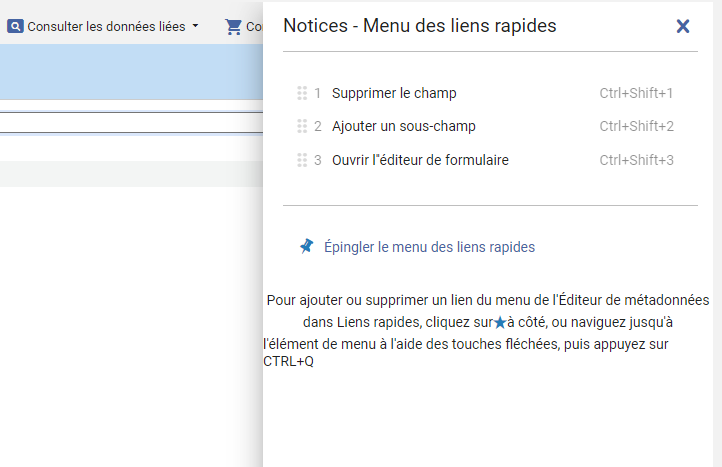 Consulter les données liées
Notices - Menu des liens rapides
1 Supprimer le champ Ctrl+Shift+1
2 Ajouter un sous-champ Ctrl+Shift+2
3 Ouvrir l"éditeur de formulaire Ctrl+Shift+3
Épingler le menu des liens rapides
Pour ajouter ou supprimer un lien du menu de l'Éditeur de métadonnées
dans Liens rapides, cliquez sur à côté, ou naviguez jusqu'à
l'élément de menu à l'aide des touches fléchées, puis appuyez sur
CTRL+Q